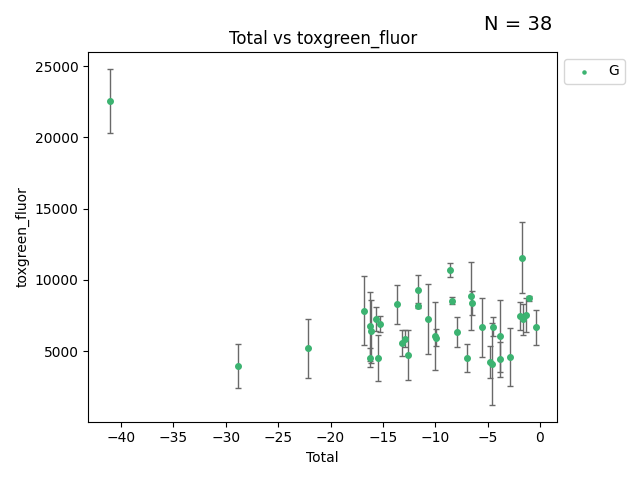 N = 38
Total vs toxgreen_fluor
G
25000
20000
15000
10000
5000
toxgreen_fluor
−40 −35 −30 −25 −20 −15 −10 −5 0
Total